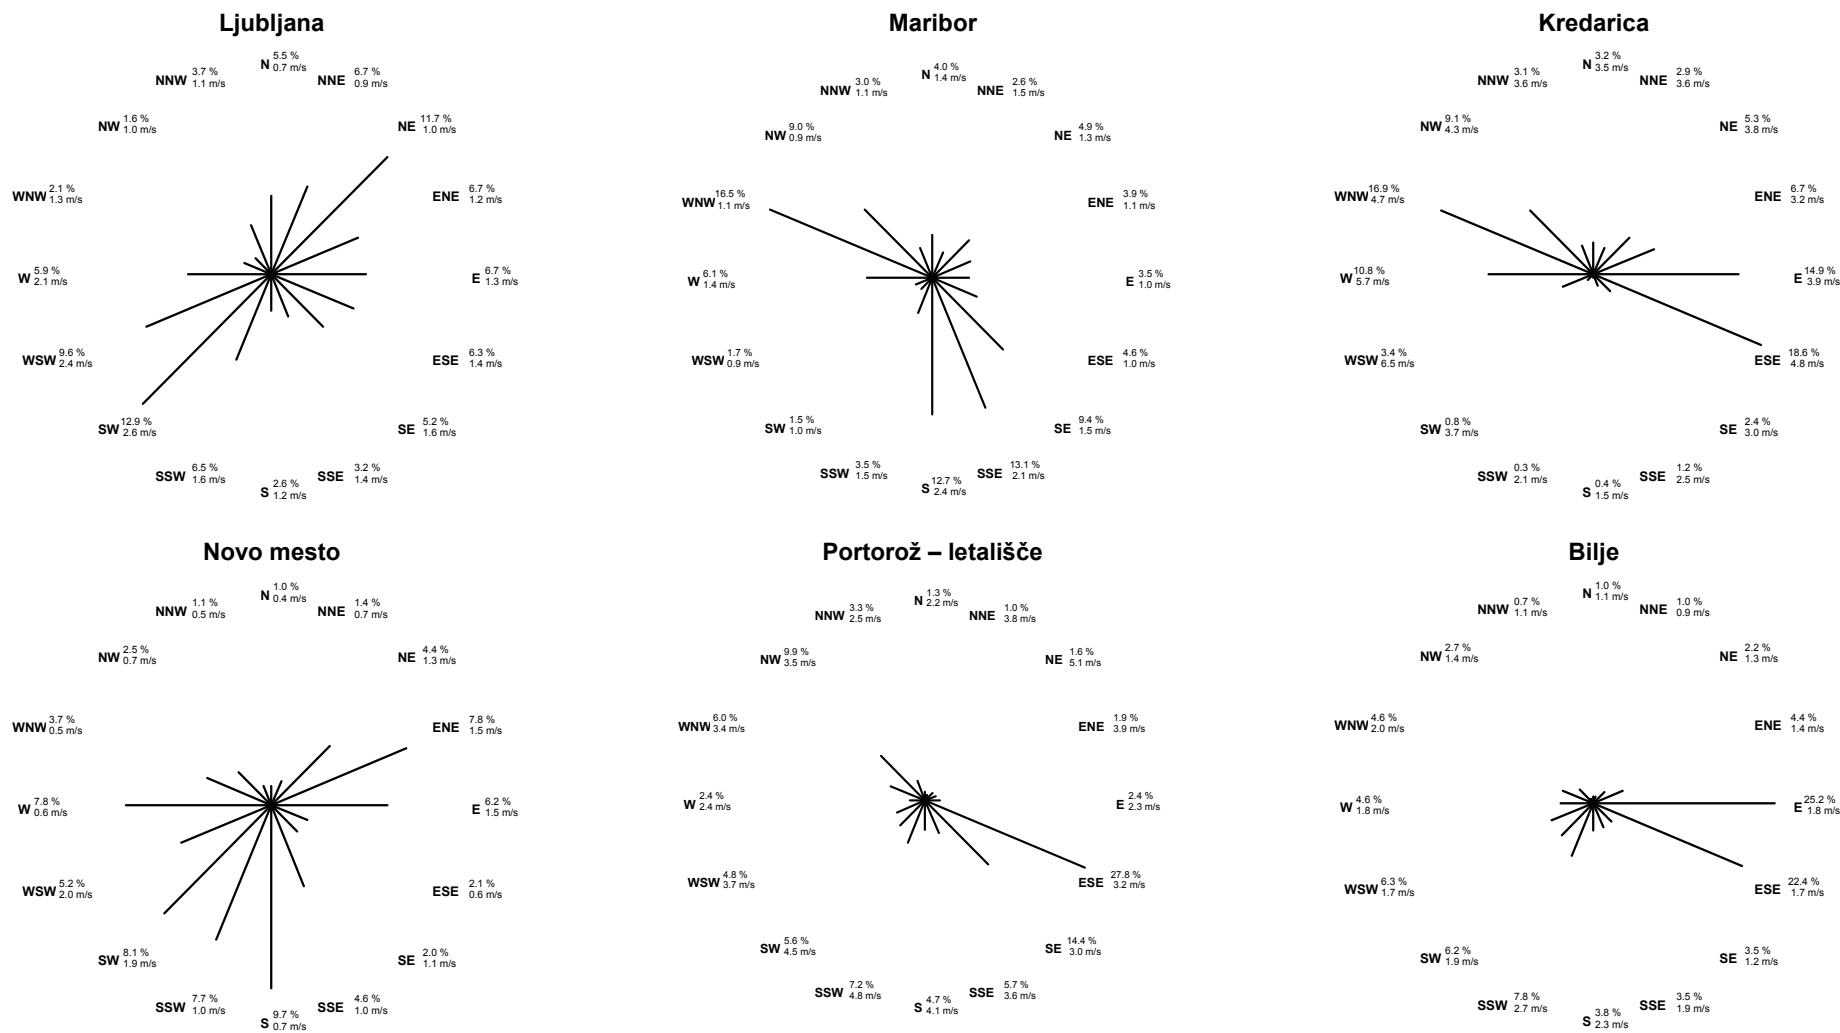 Ljubljana
N 5.5 %
0.7 m/s
NNE 6.7 %
0.9 m/s
NE 11.7 %
1.0 m/s
ENE 6.7 %
1.2 m/s
E 6.7 %
1.3 m/s
ESE 6.3 %
1.4 m/s
SE 5.2 %
1.6 m/s
SSE 3.2 %
1.4 m/s
S 2.6 %
1.2 m/s
SSW 6.5 %
1.6 m/s
SW 12.9 %
2.6 m/s
WSW 9.6 %
2.4 m/s
W 5.9 %
2.1 m/s
WNW 2.1 %
1.3 m/s
NW 1.6 %
1.0 m/s
NNW 3.7 %
1.1 m/s
Maribor
N 4.0 %
1.4 m/s
NNE 2.6 %
1.5 m/s
NE 4.9 %
1.3 m/s
ENE 3.9 %
1.1 m/s
E 3.5 %
1.0 m/s
ESE 4.6 %
1.0 m/s
SE 9.4 %
1.5 m/s
SSE 13.1 %
2.1 m/s
S 12.7 %
2.4 m/s
SSW 3.5 %
1.5 m/s
SW 1.5 %
1.0 m/s
WSW 1.7 %
0.9 m/s
W 6.1 %
1.4 m/s
WNW 16.5 %
1.1 m/s
NW 9.0 %
0.9 m/s
NNW 3.0 %
1.1 m/s
Kredarica
N 3.2 %
3.5 m/s
NNE 2.9 %
3.6 m/s
NE 5.3 %
3.8 m/s
ENE 6.7 %
3.2 m/s
E 14.9 %
3.9 m/s
ESE 18.6 %
4.8 m/s
SE 2.4 %
3.0 m/s
SSE 1.2 %
2.5 m/s
S 0.4 %
1.5 m/s
SSW 0.3 %
2.1 m/s
SW 0.8 %
3.7 m/s
WSW 3.4 %
6.5 m/s
W 10.8 %
5.7 m/s
WNW 16.9 %
4.7 m/s
NW 9.1 %
4.3 m/s
NNW 3.1 %
3.6 m/s
Novo mesto
N 1.0 %
0.4 m/s
NNE 1.4 %
0.7 m/s
NE 4.4 %
1.3 m/s
ENE 7.8 %
1.5 m/s
E 6.2 %
1.5 m/s
ESE 2.1 %
0.6 m/s
SE 2.0 %
1.1 m/s
SSE 4.6 %
1.0 m/s
S 9.7 %
0.7 m/s
SSW 7.7 %
1.0 m/s
SW 8.1 %
1.9 m/s
WSW 5.2 %
2.0 m/s
W 7.8 %
0.6 m/s
WNW 3.7 %
0.5 m/s
NW 2.5 %
0.7 m/s
NNW 1.1 %
0.5 m/s
Portorož – letališče
N 1.3 %
2.2 m/s
NNE 1.0 %
3.8 m/s
NE 1.6 %
5.1 m/s
ENE 1.9 %
3.9 m/s
E 2.4 %
2.3 m/s
ESE 27.8 %
3.2 m/s
SE 14.4 %
3.0 m/s
SSE 5.7 %
3.6 m/s
S 4.7 %
4.1 m/s
SSW 7.2 %
4.8 m/s
SW 5.6 %
4.5 m/s
WSW 4.8 %
3.7 m/s
W 2.4 %
2.4 m/s
WNW 6.0 %
3.4 m/s
NW 9.9 %
3.5 m/s
NNW 3.3 %
2.5 m/s
Bilje
N 1.0 %
1.1 m/s
NNE 1.0 %
0.9 m/s
NE 2.2 %
1.3 m/s
ENE 4.4 %
1.4 m/s
E 25.2 %
1.8 m/s
ESE 22.4 %
1.7 m/s
SE 3.5 %
1.2 m/s
SSE 3.5 %
1.9 m/s
S 3.8 %
2.3 m/s
SSW 7.8 %
2.7 m/s
SW 6.2 %
1.9 m/s
WSW 6.3 %
1.7 m/s
W 4.6 %
1.8 m/s
WNW 4.6 %
2.0 m/s
NW 2.7 %
1.4 m/s
NNW 0.7 %
1.1 m/s